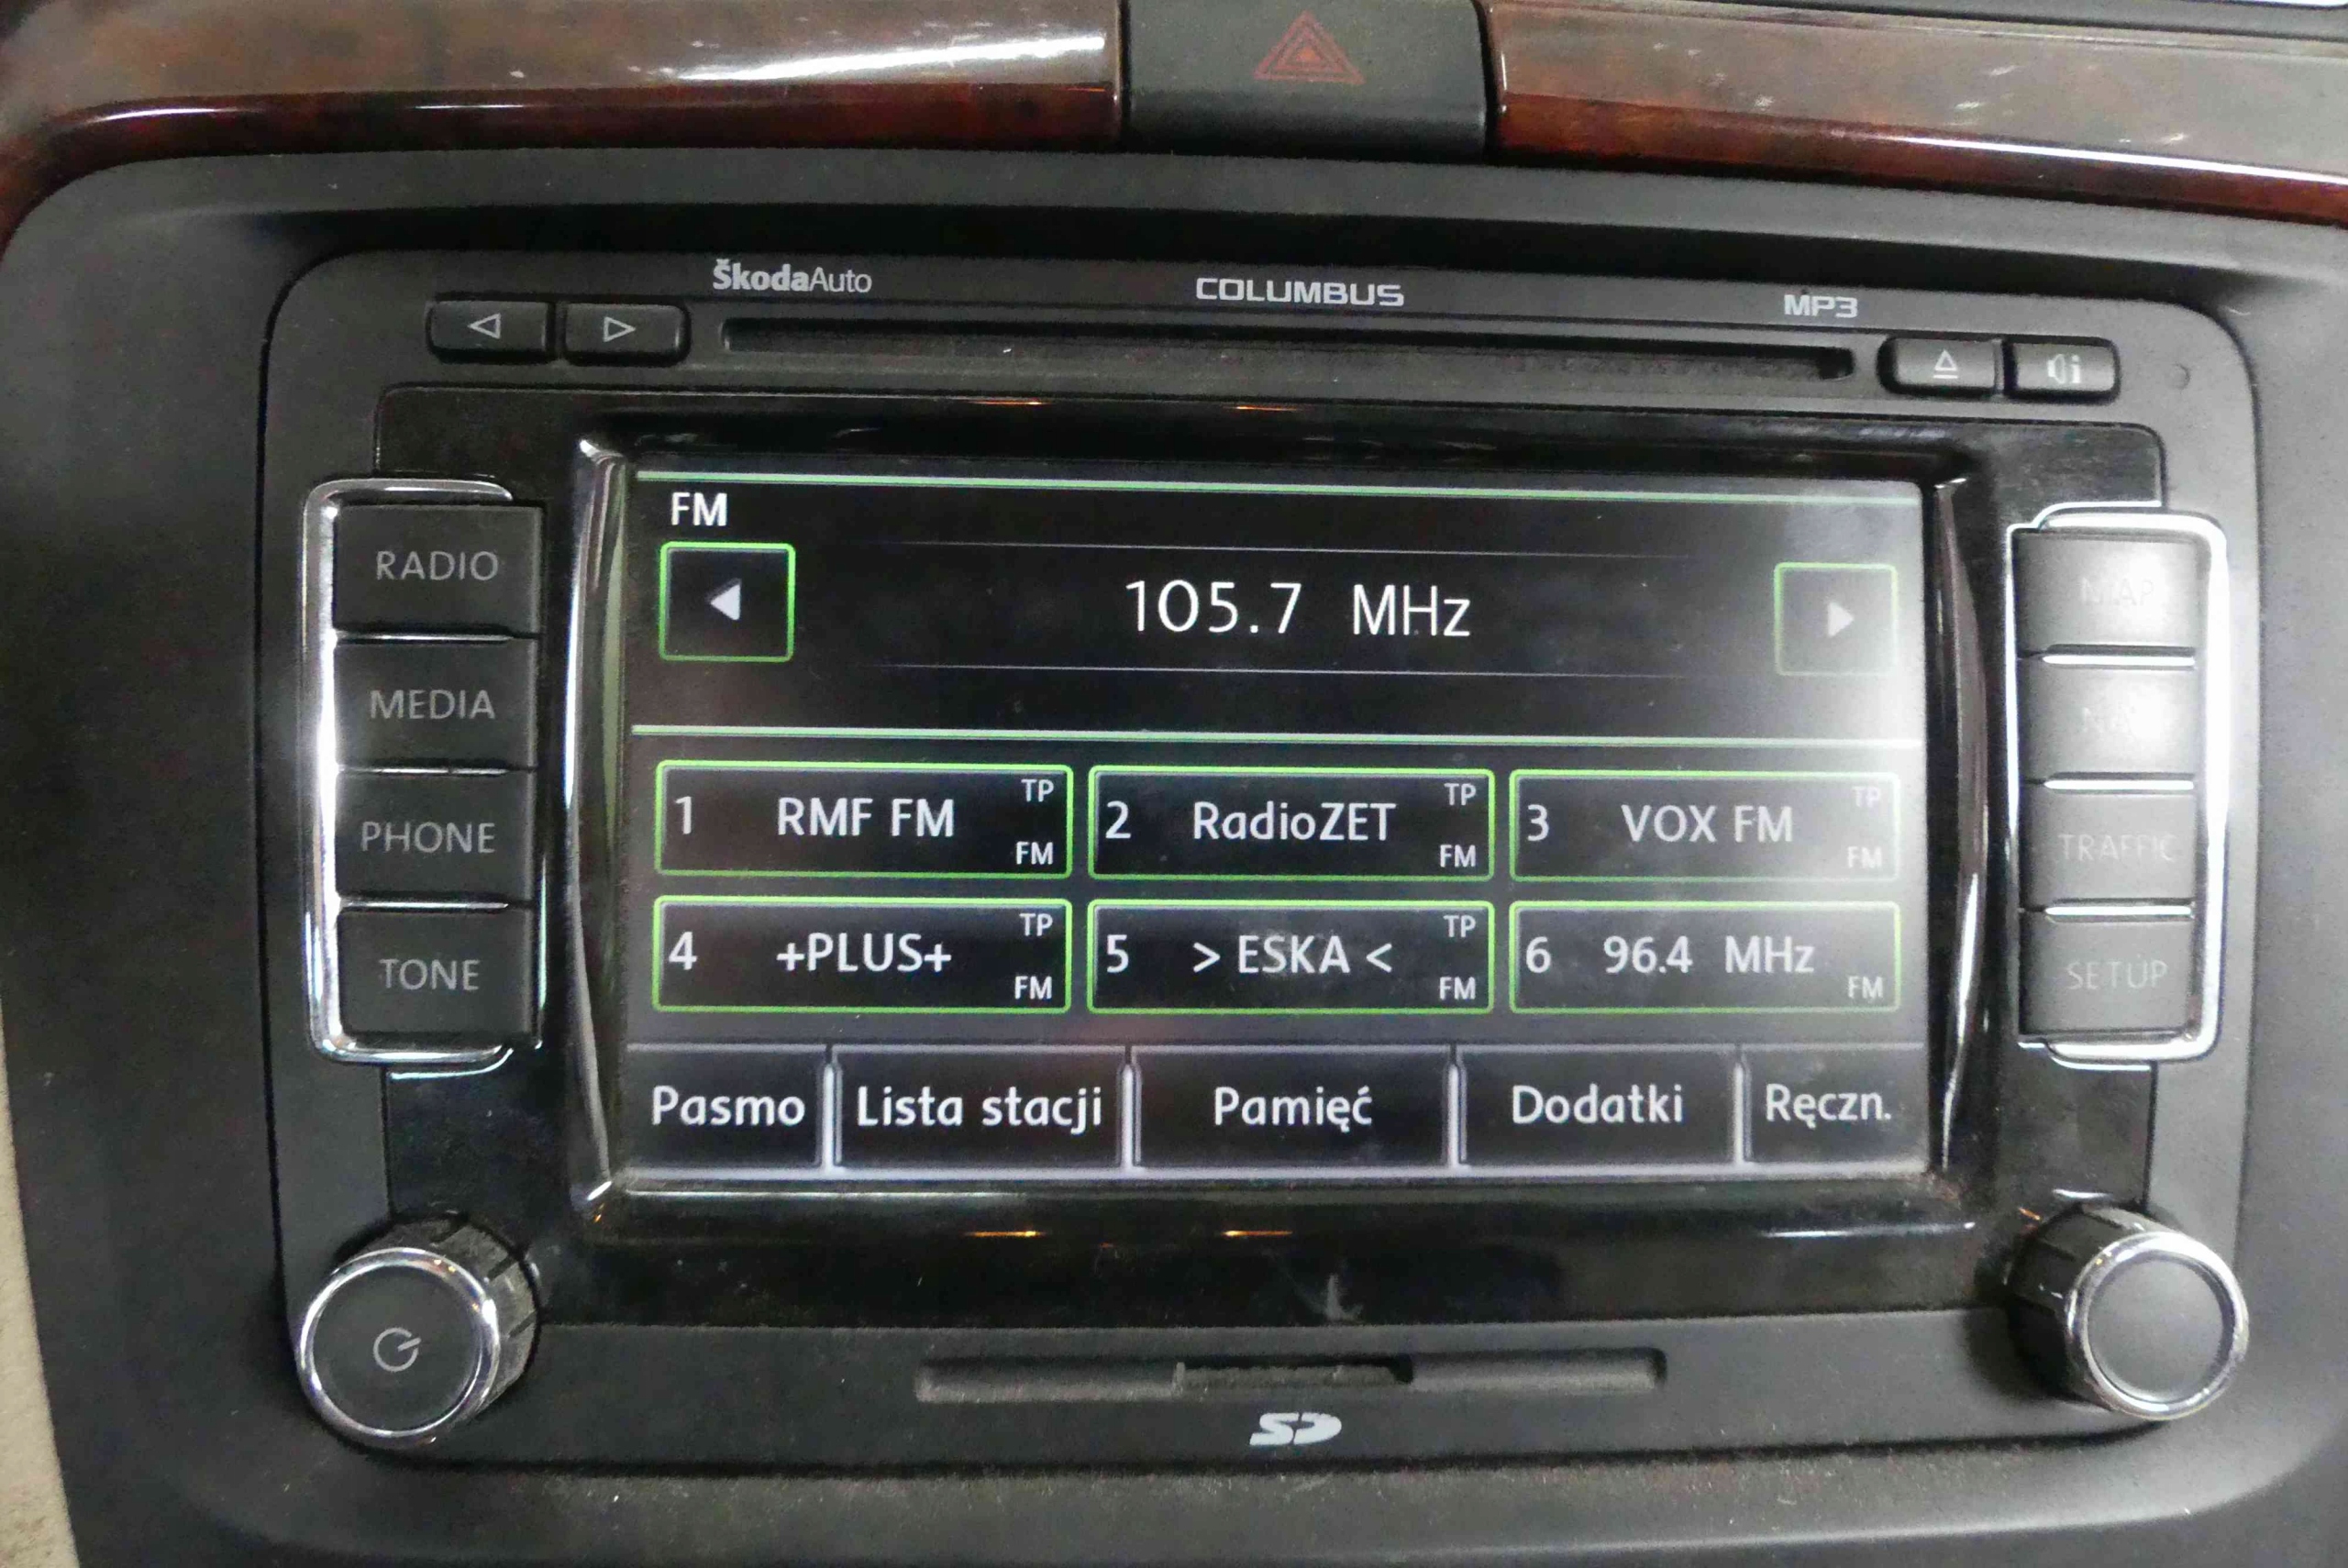 ŠkodaAuto
COLUMBUS
MP3
FM
105.7 MHz
RADIO
MEDIA
PHONE
TONE
1 RMF FM TP FM
2 RadioZET TP FM
3 VOX FM TP FM
4 +PLUS+ TP FM
5 > ESKA < TP FM
6 96.4 MHz FM
Pasmo
Lista stacji
Pamięć
Dodatki
Ręczn.
MAP
TRAFFIC
SETUP
SD